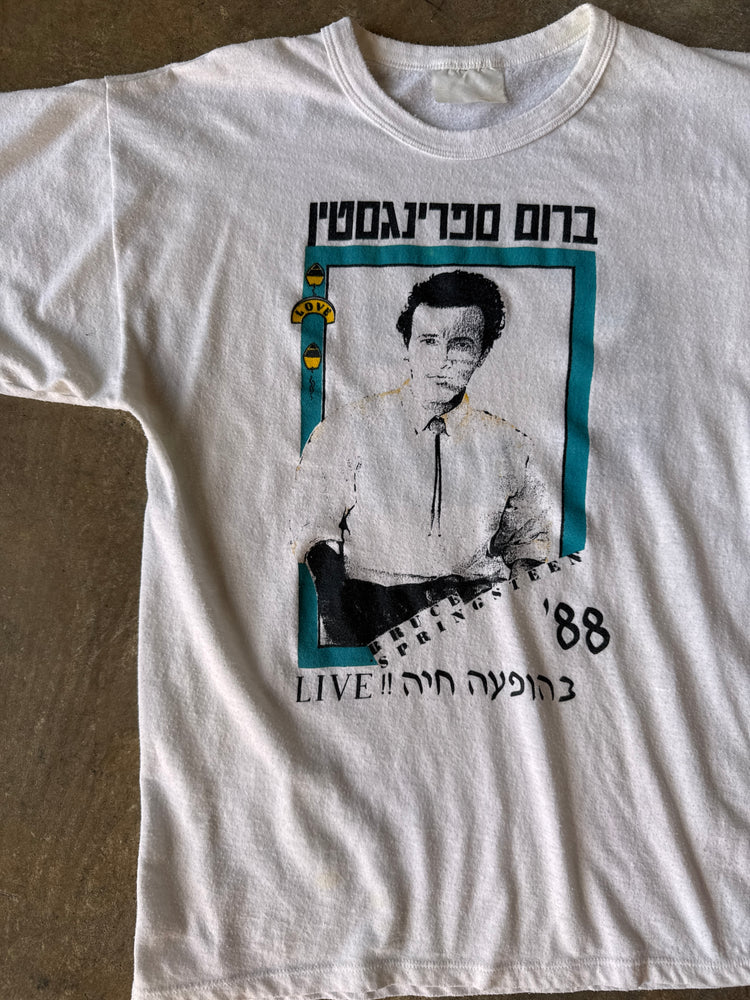 ברוס ספרינגסטין
LOVE
BRUCE
SPRINGSTEEN
'88
LIVE !! בהופעה חיה